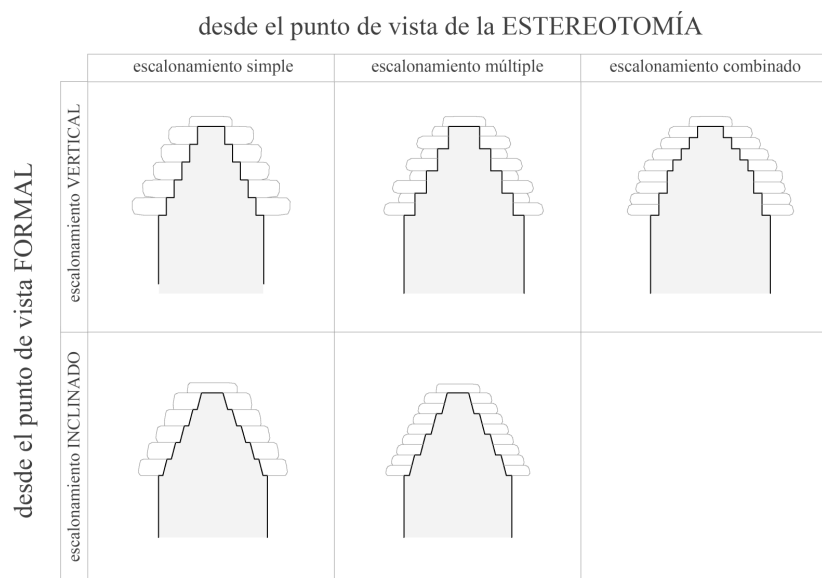 desde el punto de vista de la ESTEREOTOMÍA
escalonamiento simple
escalonamiento múltiple
escalonamiento combinado
desde el punto de vista FORMAL
escalonamiento VERTICAL
escalonamiento INCLINADO